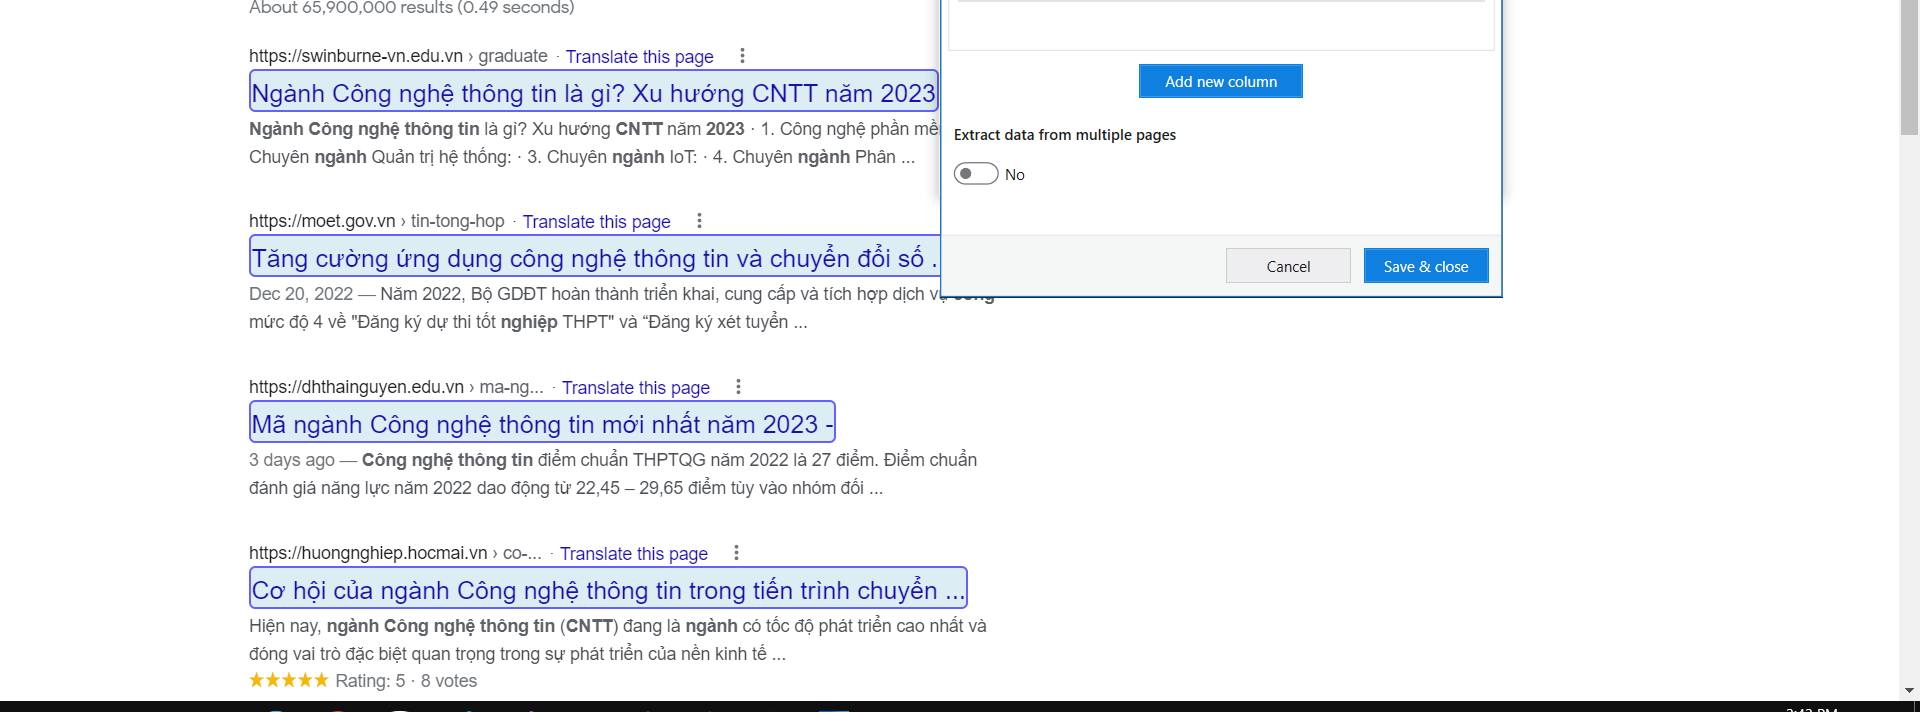 About 65,900,000 results (0.49 seconds)
https://swinburne-vn.edu.vn › graduate · Translate this page
Ngành Công nghệ thông tin là gì? Xu hướng CNTT năm 2023
Ngành Công nghệ thông tin là gì? Xu hướng CNTT năm 2023 · 1. Công nghệ phần
Chuyên ngành Quản trị hệ thống: · 3. Chuyên ngành IoT: · 4. Chuyên ngành Phân ...
https://moet.gov.vn › tin-tong-hop · Translate this page
Tăng cường ứng dụng công nghệ thông tin và chuyển đổi số .
Dec 20, 2022 — Năm 2022, Bộ GDĐT hoàn thành triển khai, cung cấp và tích hợp dịch
mức độ 4 về "Đăng ký dự thi tốt nghiệp THPT" và “Đăng ký xét tuyển ...
https://dhthainguyen.edu.vn › ma-ng... · Translate this page
Mã ngành Công nghệ thông tin mới nhất năm 2023 -
3 days ago — Công nghệ thông tin điểm chuẩn THPTQG năm 2022 là 27 điểm. Điểm chuẩn
đánh giá năng lực năm 2022 dao động từ 22,45 – 29,65 điểm tùy vào nhóm đối ...
https://huongnghiep.hocmai.vn › co-... · Translate this page
Cơ hội của ngành Công nghệ thông tin trong tiến trình chuyển ...
Hiện nay, ngành Công nghệ thông tin (CNTT) đang là ngành có tốc độ phát triển cao nhất và
đóng vai trò đặc biệt quan trọng trong sự phát triển của nền kinh tế ...
Rating: 5 · 8 votes
Add new column
Extract data from multiple pages
No
Cancel
Save & close